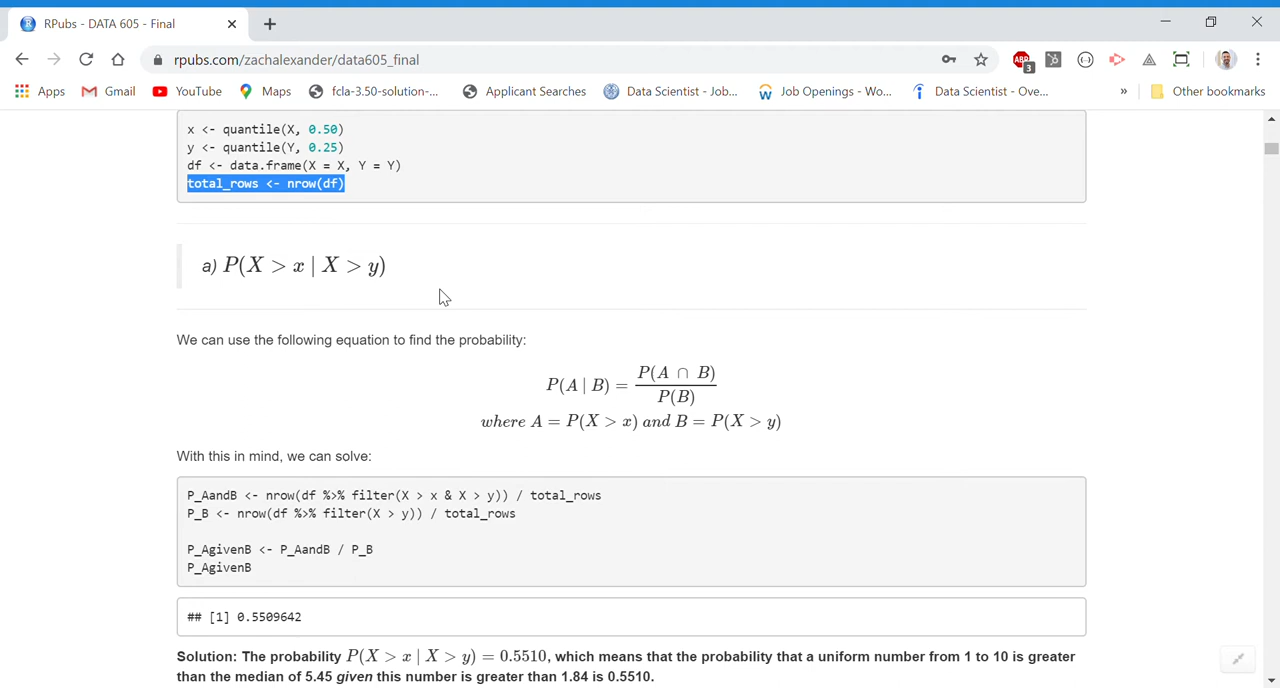 RPubs - DATA 605 - Final
rpubs.com/zachalexander/data605_final
ABP 3
Apps Gmail YouTube Maps fcla-3.50-solution-... Applicant Searches Data Scientist - Job... Job Openings - Wo... Data Scientist - Ove... » Other bookmarks
x <- quantile(X, 0.50)
y <- quantile(Y, 0.25)
df <- data.frame(X = X, Y = Y)
total_rows <- nrow(df)
a) P(X > x | X > y)
We can use the following equation to find the probability:
P(A | B) = P(A ∩ B) / P(B)
where A = P(X > x) and B = P(X > y)
With this in mind, we can solve:
P_AandB <- nrow(df %>% filter(X > x & X > y)) / total_rows
P_B <- nrow(df %>% filter(X > y)) / total_rows
P_AgivenB <- P_AandB / P_B
P_AgivenB
## [1] 0.5509642
Solution: The probability P(X > x | X > y) = 0.5510, which means that the probability that a uniform number from 1 to 10 is greater
than the median of 5.45 given this number is greater than 1.84 is 0.5510.